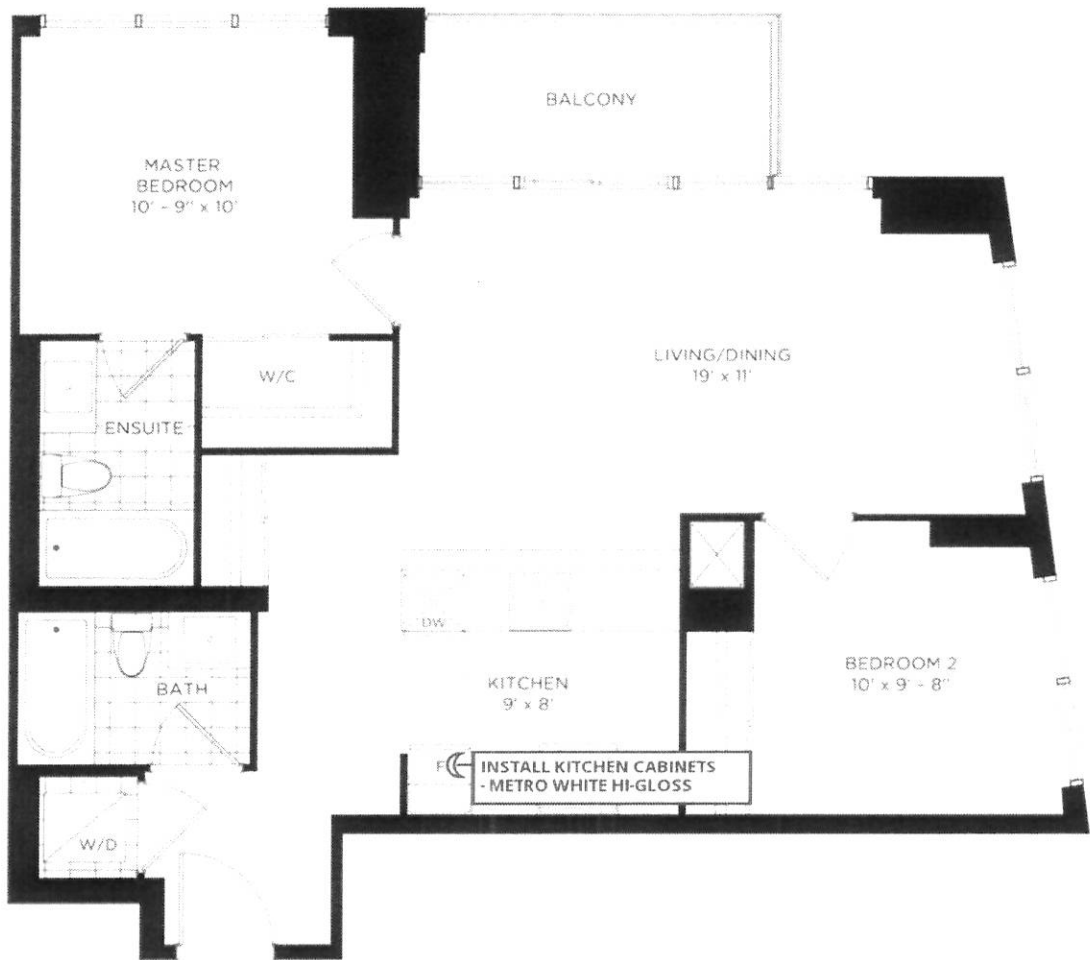 BALCONY
MASTER
BEDROOM
10' - 9" x 10'
LIVING/DINING
19' x 11'
W/C
ENSUITE
DW
KITCHEN
9' x 8'
BEDROOM 2
10' x 9' - 8"
BATH
F
INSTALL KITCHEN CABINETS
- METRO WHITE HI-GLOSS
W/D